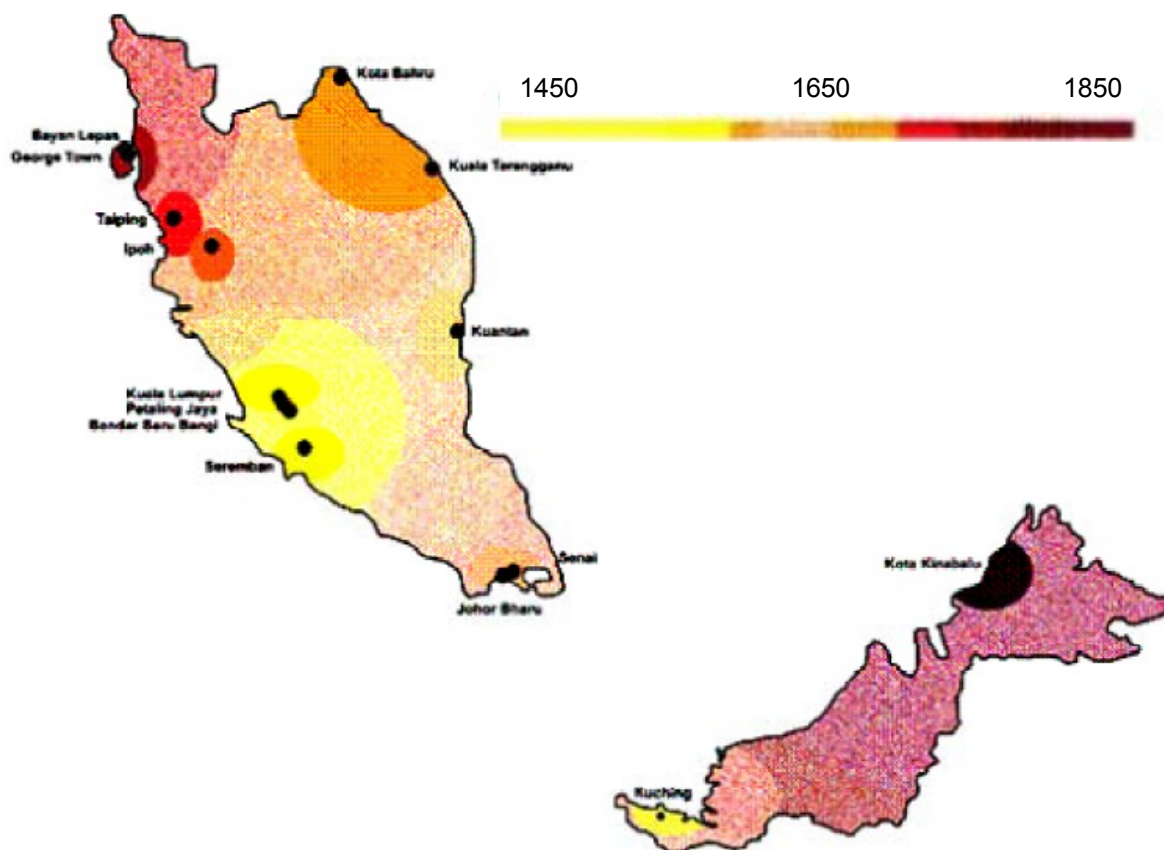 Kota Bahru
1450 1650 1850
Bayan Lepas
George Town
Kuala Terengganu
Taiping
Ipoh
Kuantan
Kuala Lumpur
Petaling Jaya
Bandar Baru Bangi
Seremban
Senai
Kota Kinabalu
Johor Bharu
Kuching